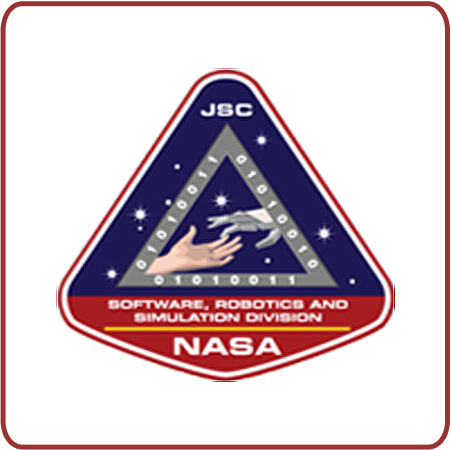 JSC
01010011
01010010
01010011
SOFTWARE, ROBOTICS AND
SIMULATION DIVISION
NASA